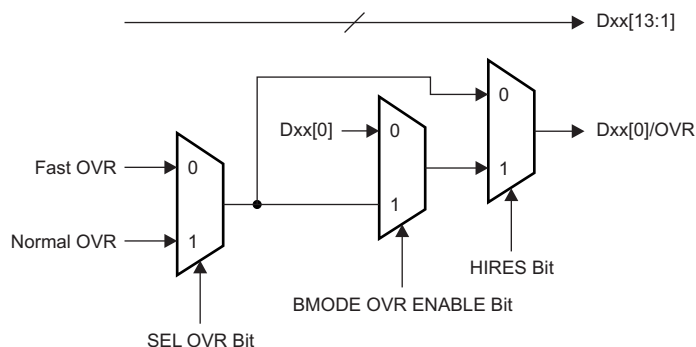 Dxx[13:1]
0
Dxx[0]
0
Dxx[0]/OVR
Fast OVR
0
1
1
Normal OVR
1
HIRES Bit
BMODE OVR ENABLE Bit
SEL OVR Bit